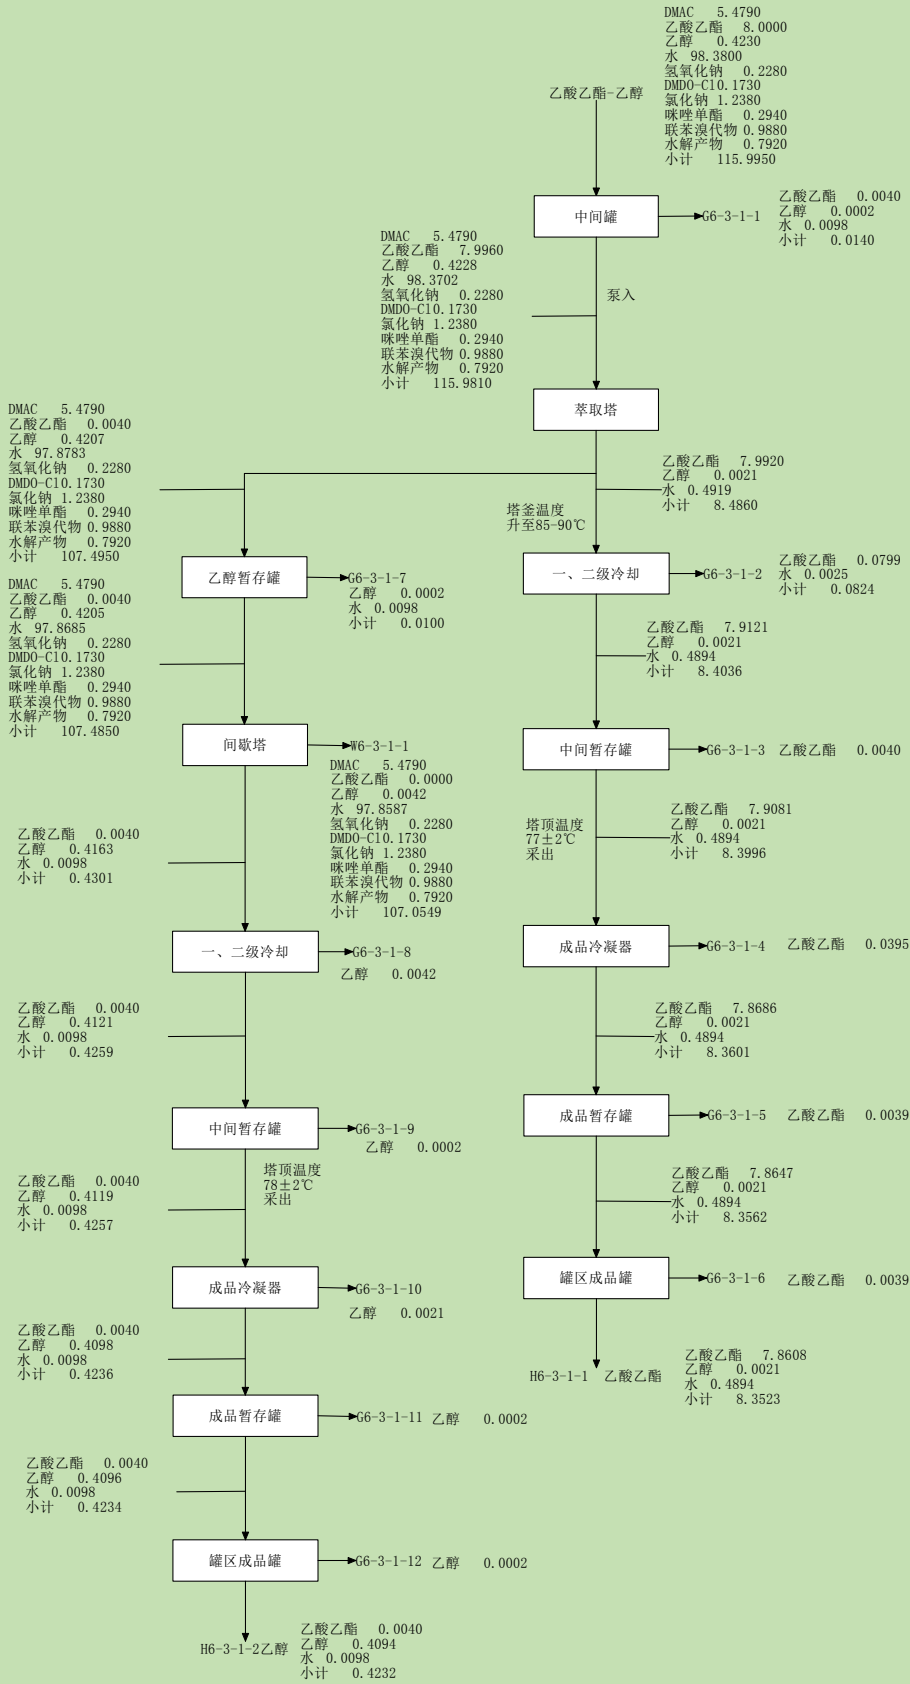 DMAC 5.4790
乙酸乙酯 8.0000
乙醇 0.4230
水 98.3800
氢氧化钠 0.2280
DMDO-Cl0.1730
氯化钠 1.2380
咪唑单酯 0.2940
联苯溴代物 0.9880
水解产物 0.7920
小计 115.9950
乙酸乙酯-乙醇
中间罐
G6-3-1-1
乙酸乙酯 0.0040
乙醇 0.0002
水 0.0098
小计 0.0140
DMAC 5.4790
乙酸乙酯 7.9960
乙醇 0.4228
水 98.3702
氢氧化钠 0.2280
DMDO-Cl0.1730
氯化钠 1.2380
咪唑单酯 0.2940
联苯溴代物 0.9880
水解产物 0.7920
小计 115.9810
泵入
萃取塔
DMAC 5.4790
乙酸乙酯 0.0040
乙醇 0.4207
水 97.8783
氢氧化钠 0.2280
DMDO-Cl0.1730
氯化钠 1.2380
咪唑单酯 0.2940
联苯溴代物 0.9880
水解产物 0.7920
小计 107.4950
乙酸乙酯 7.9920
乙醇 0.0021
水 0.4919
小计 8.4860
塔釜温度
升至85-90℃
乙醇暂存罐
G6-3-1-7
乙醇 0.0002
水 0.0098
小计 0.0100
一、二级冷却
G6-3-1-2
乙酸乙酯 0.0799
水 0.0025
小计 0.0824
DMAC 5.4790
乙酸乙酯 0.0040
乙醇 0.4205
水 97.8685
氢氧化钠 0.2280
DMDO-Cl0.1730
氯化钠 1.2380
咪唑单酯 0.2940
联苯溴代物 0.9880
水解产物 0.7920
小计 107.4850
乙酸乙酯 7.9121
乙醇 0.0021
水 0.4894
小计 8.4036
间歇塔
W6-3-1-1
DMAC 5.4790
乙酸乙酯 0.0000
乙醇 0.0042
水 97.8587
氢氧化钠 0.2280
DMDO-Cl0.1730
氯化钠 1.2380
咪唑单酯 0.2940
联苯溴代物 0.9880
水解产物 0.7920
小计 107.0549
中间暂存罐
G6-3-1-3 乙酸乙酯 0.0040
乙酸乙酯 0.0040
乙醇 0.4163
水 0.0098
小计 0.4301
塔顶温度
77±2℃
采出
乙酸乙酯 7.9081
乙醇 0.0021
水 0.4894
小计 8.3996
一、二级冷却
G6-3-1-8
乙醇 0.0042
成品冷凝器
G6-3-1-4 乙酸乙酯 0.0395
乙酸乙酯 0.0040
乙醇 0.4121
水 0.0098
小计 0.4259
乙酸乙酯 7.8686
乙醇 0.0021
水 0.4894
小计 8.3601
中间暂存罐
G6-3-1-9
乙醇 0.0002
成品暂存罐
G6-3-1-5 乙酸乙酯 0.0039
乙酸乙酯 0.0040
乙醇 0.4119
水 0.0098
小计 0.4257
塔顶温度
78±2℃
采出
乙酸乙酯 7.8647
乙醇 0.0021
水 0.4894
小计 8.3562
成品冷凝器
G6-3-1-10
乙醇 0.0021
罐区成品罐
G6-3-1-6 乙酸乙酯 0.0039
乙酸乙酯 0.0040
乙醇 0.4098
水 0.0098
小计 0.4236
H6-3-1-1 乙酸乙酯
乙酸乙酯 7.8608
乙醇 0.0021
水 0.4894
小计 8.3523
成品暂存罐
G6-3-1-11 乙醇 0.0002
乙酸乙酯 0.0040
乙醇 0.4096
水 0.0098
小计 0.4234
罐区成品罐
G6-3-1-12 乙醇 0.0002
H6-3-1-2乙醇
乙酸乙酯 0.0040
乙醇 0.4094
水 0.0098
小计 0.4232